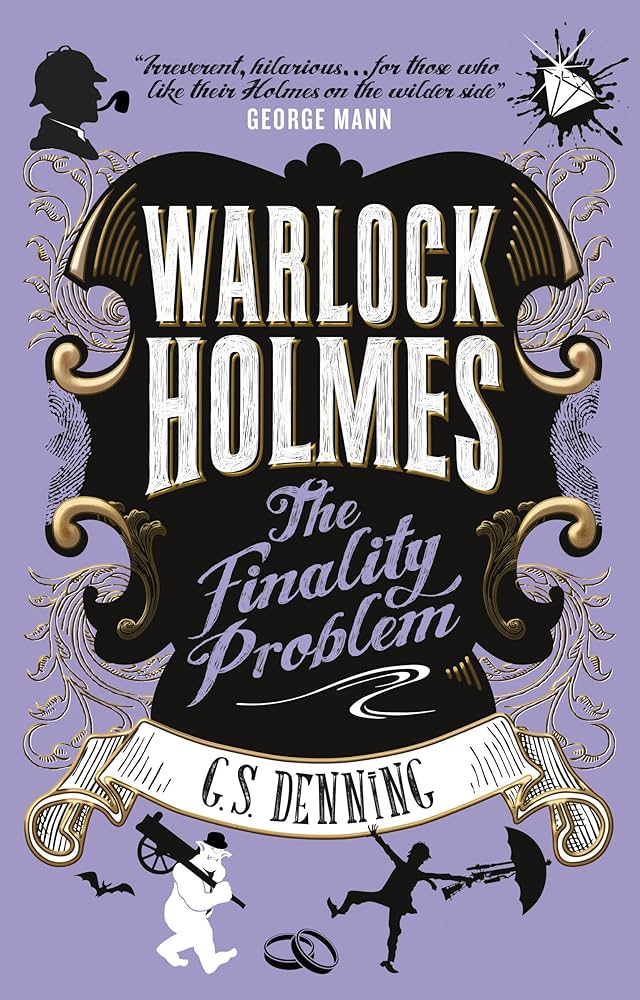 “Irreverent, hilarious... for those who
like their Holmes on the wilder side”
GEORGE MANN
WARLOCK
HOLMES
The
Finality
Problem
G.S. DENNING